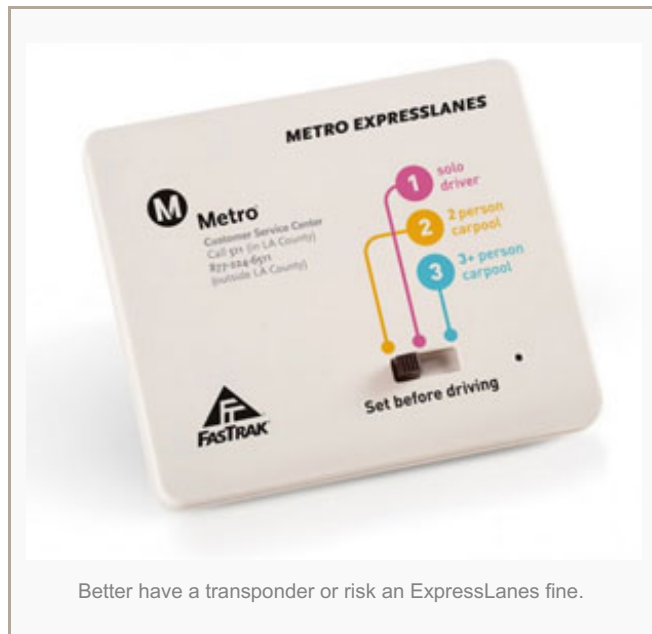 METRO EXPRESSLANES
M Metro
Customer Service Center
Call 511 (in LA County)
877-224-6511
(outside LA County)
1 solo
driver
2 2 person
carpool
3 3+ person
carpool
Set before driving
FASTRAK
Better have a transponder or risk an ExpressLanes fine.